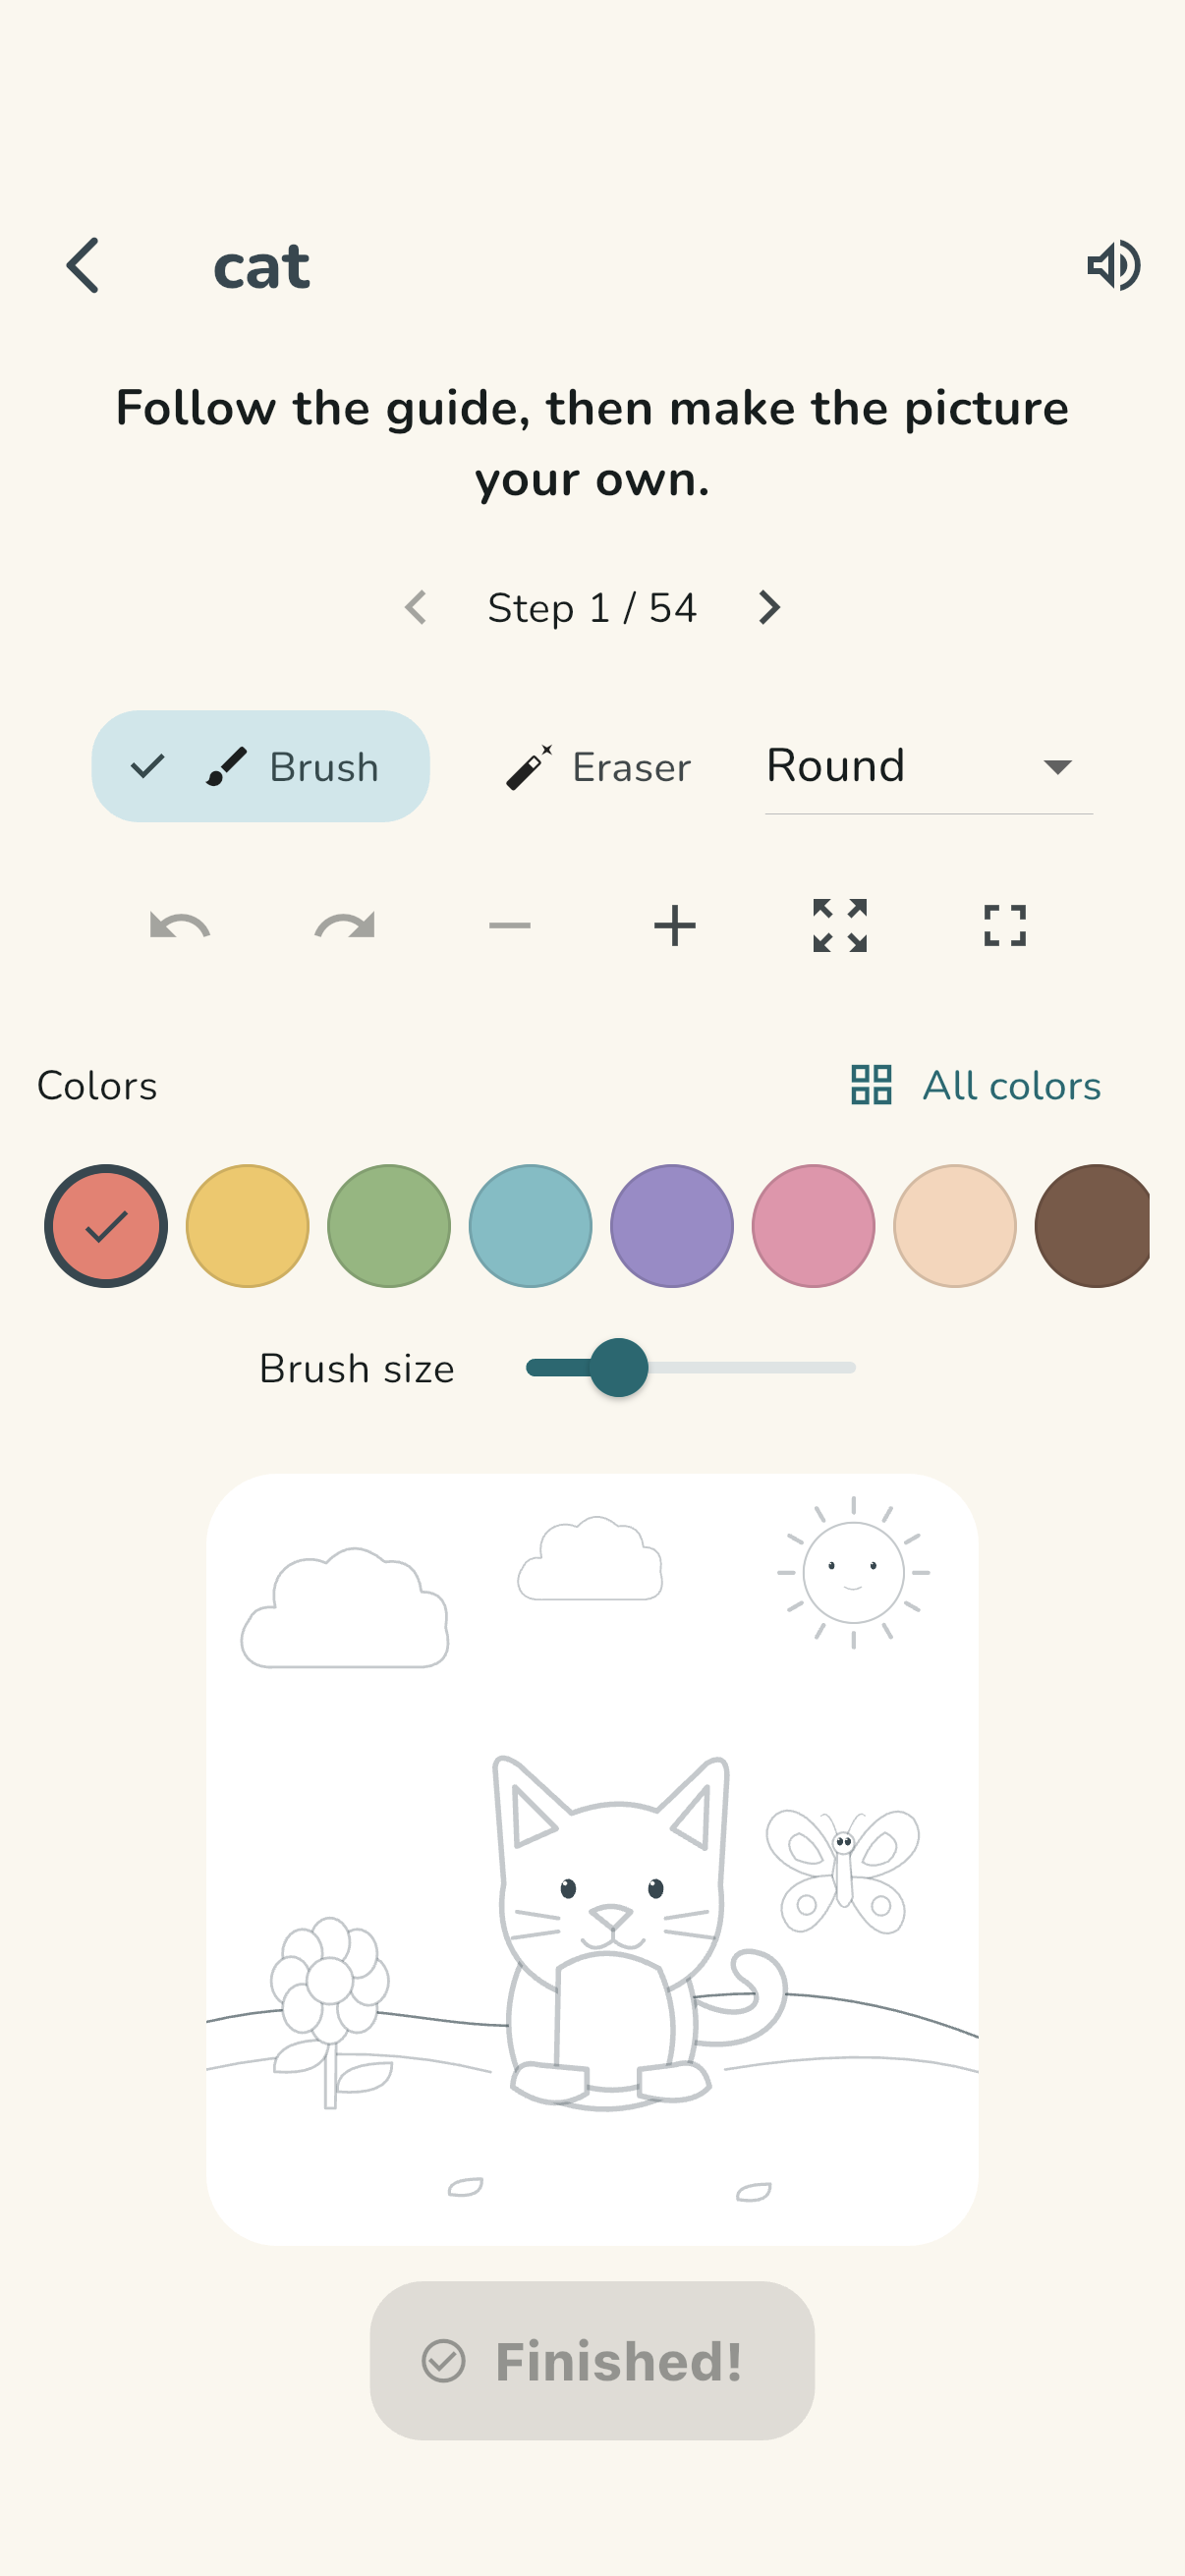 cat
Follow the guide, then make the picture
your own.
Step 1 / 54
Brush
Eraser
Round
Colors
All colors
Brush size
Finished!